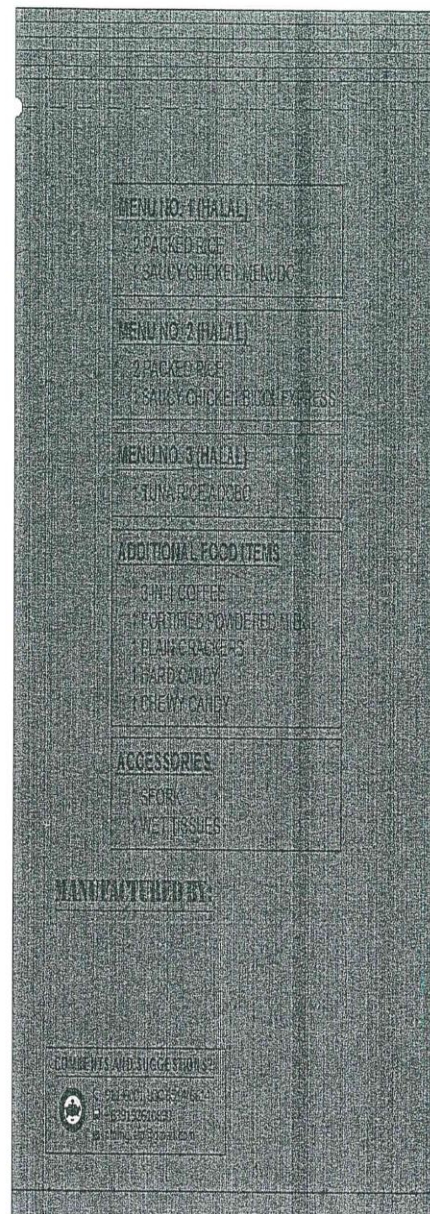 MENU NO. 1 (HALAL)
2 PACKED RICE
1 SAUCY CHICKEN MENUDO
MENU NO. 2 (HALAL)
2 PACKED RICE
1 SAUCY CHICKEN BICOL EXPRESS
MENU NO. 3 (HALAL)
1 TUNA RICE ADOBO
ADDITIONAL FOOD ITEMS
3-IN-1 COFFEE
1 FORTIFIED POWDERED
1 PLAIN CRACKERS
1 HARD CANDY
1 CHEWY CANDY
ACCESSORIES
1 SPORK
1 WET TISSUES
MANUFACTURED BY:
COMMENTS AND SUGGESTIONS?